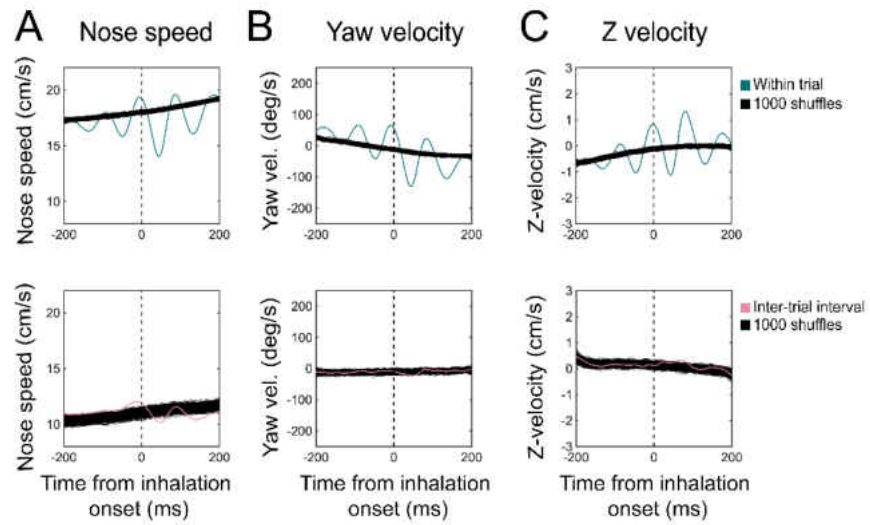 A Nose speed
B Yaw velocity
C Z velocity
Nose speed (cm/s)
20
15
10
-200 0 200
Yaw vel. (deg/s)
200
100
0
-100
-200
-200 0 200
Z-velocity (cm/s)
3
2
1
0
-1
-2
-3
-200 0 200
Within trial
1000 shuffles
Nose speed (cm/s)
20
15
10
-200 0 200
Time from inhalation
onset (ms)
Yaw vel. (deg/s)
200
100
0
-100
-200
-200 0 200
Time from inhalation
onset (ms)
Z-velocity (cm/s)
3
2
1
0
-1
-2
-3
-200 0 200
Time from inhalation
onset (ms)
Inter-trial interval
1000 shuffles